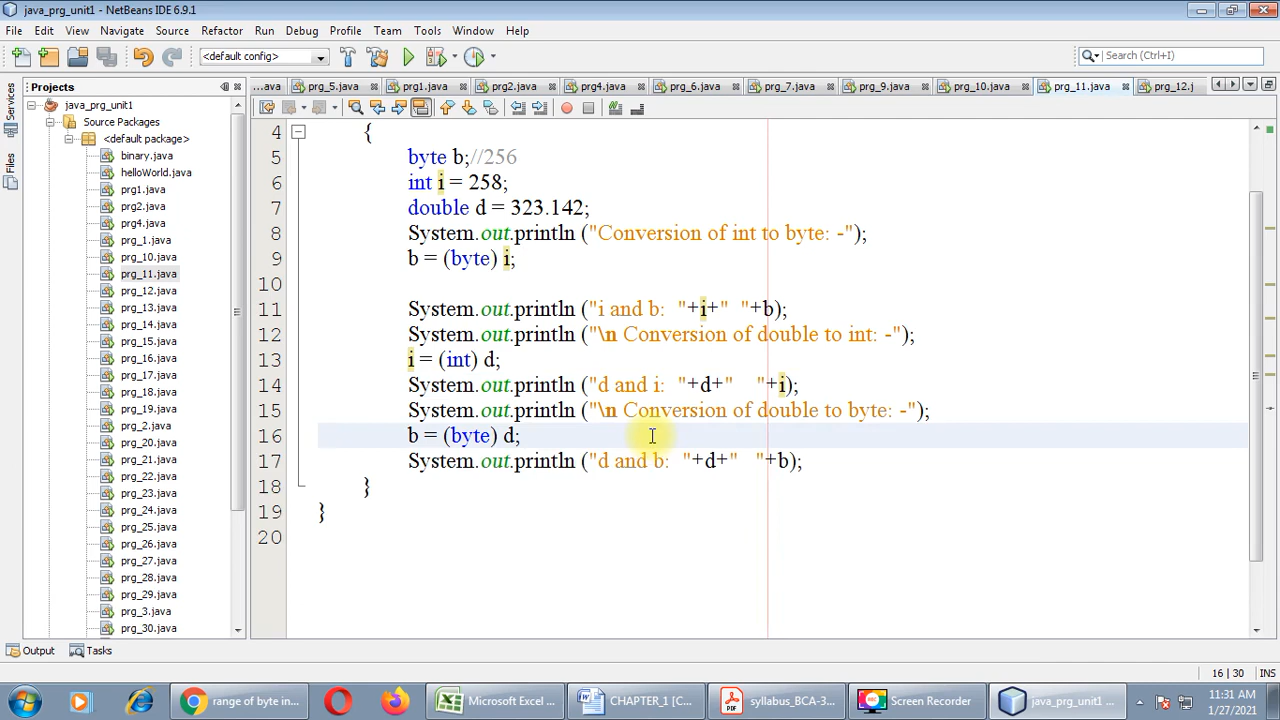 java_prg_unit1 - NetBeans IDE 6.9.1
File Edit View Navigate Source Refactor Run Debug Profile Team Tools Window Help
<default config>
Search (Ctrl+I)
Projects
...ava prg_5.java prg1.java prg2.java prg4.java prg_6.java prg_7.java prg_9.java prg_10.java prg_11.java prg_12.j
Services
Files
java_prg_unit1
Source Packages
<default package>
binary.java
helloWorld.java
prg1.java
prg2.java
prg4.java
prg_1.java
prg_10.java
prg_11.java
prg_12.java
prg_13.java
prg_14.java
prg_15.java
prg_16.java
prg_17.java
prg_18.java
prg_19.java
prg_2.java
prg_20.java
prg_21.java
prg_22.java
prg_23.java
prg_24.java
prg_25.java
prg_26.java
prg_27.java
prg_28.java
prg_29.java
prg_3.java
prg_30.java
4 {
5 byte b;//256
6 int i = 258;
7 double d = 323.142;
8 System.out.println ("Conversion of int to byte: -");
9 b = (byte) i;
10
11 System.out.println ("i and b: "+i+" "+b);
12 System.out.println ("\n Conversion of double to int: -");
13 i = (int) d;
14 System.out.println ("d and i: "+d+" "+i);
15 System.out.println ("\n Conversion of double to byte: -");
16 b = (byte) d;
17 System.out.println ("d and b: "+d+" "+b);
18 }
19 }
20
Output Tasks
16 | 30 INS
range of byte in... Microsoft Excel ... CHAPTER_1 [C... syllabus_BCA-3... Screen Recorder java_prg_unit1 ...
11:31 AM
1/27/2021